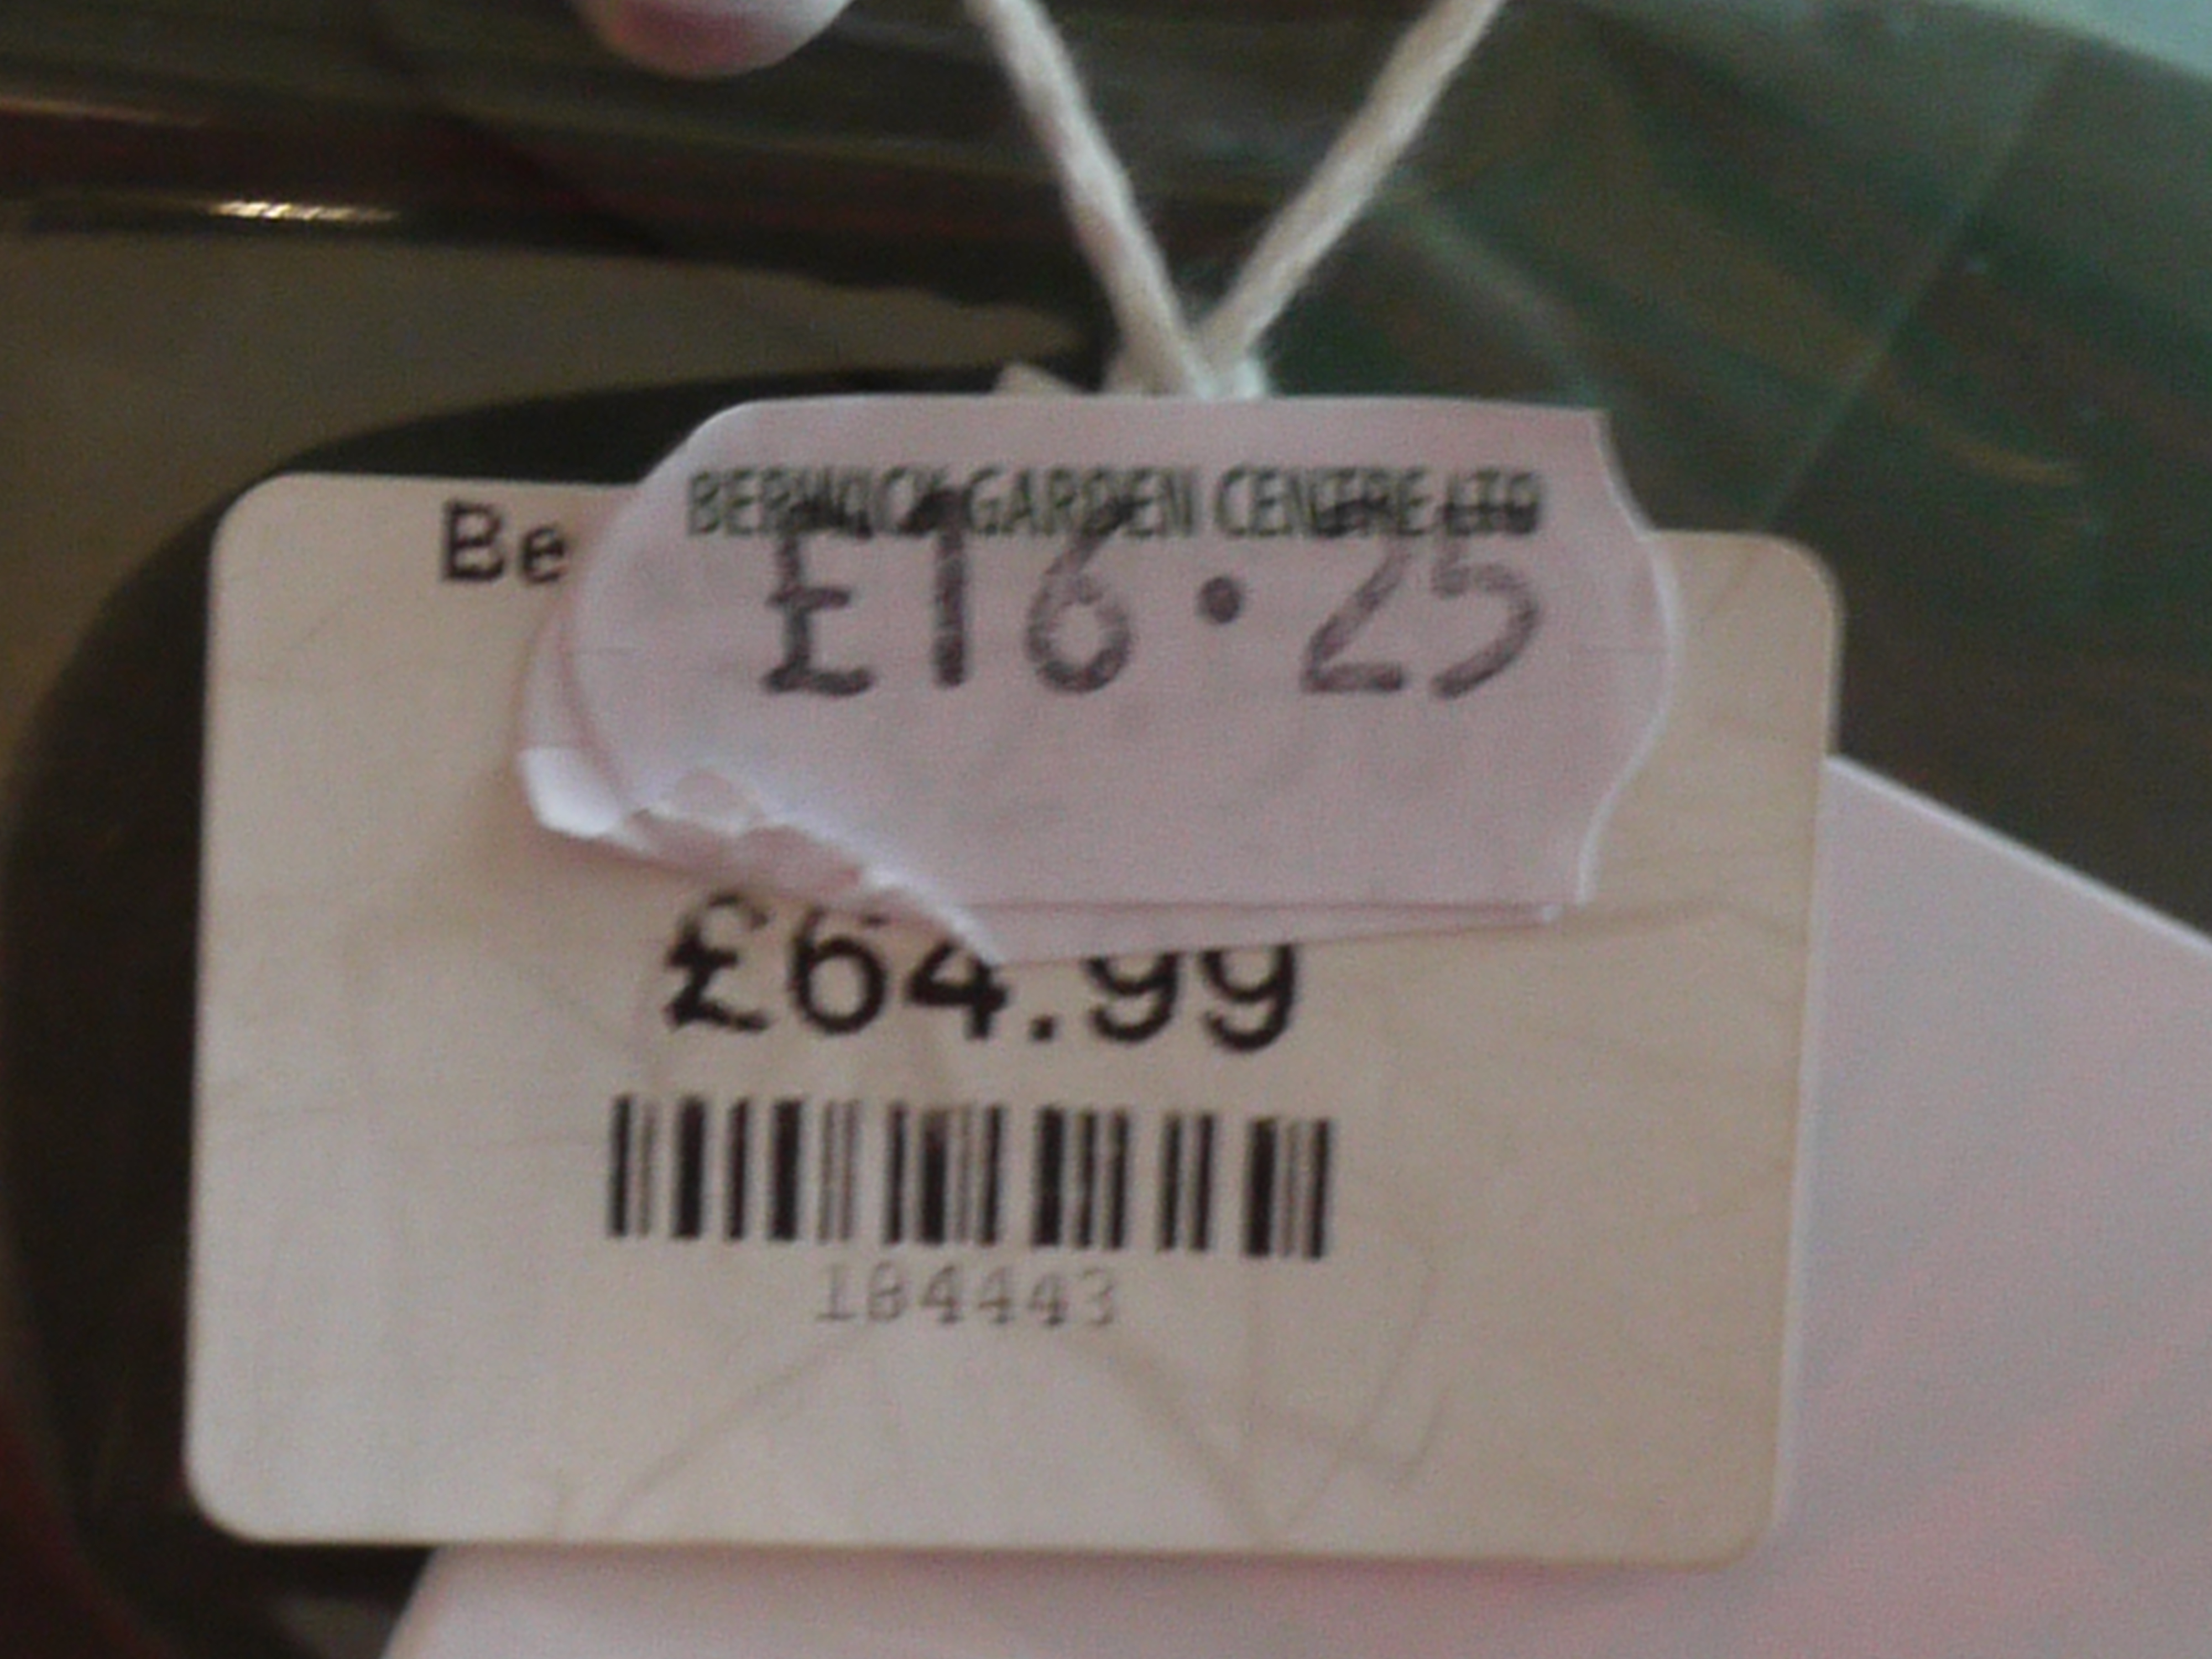 BERWICK GARDEN CENTRE LTD
Be
£16.25
£64.99
184443